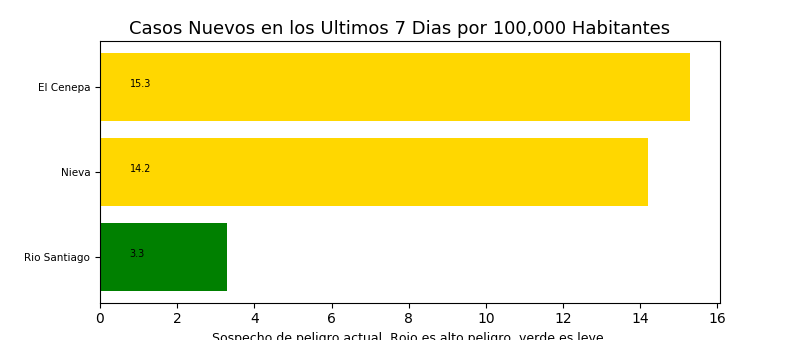 Casos Nuevos en los Ultimos 7 Dias por 100,000 Habitantes
El Cenepa
15.3
Nieva
14.2
Rio Santiago
3.3
0 2 4 6 8 10 12 14 16
Sospecho de peligro actual. Rojo es alto peligro, verde es leve